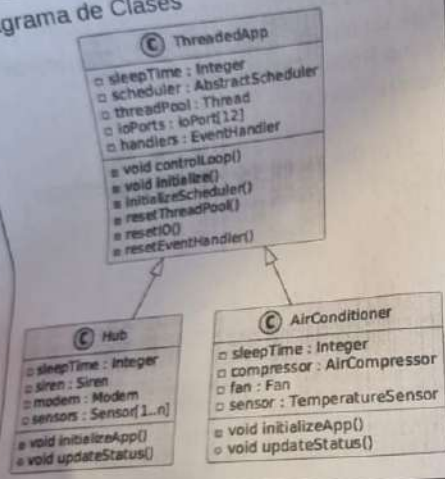 grama de Clases
C ThreadedApp
sleepTime : Integer
scheduler : AbstractScheduler
threadPool : Thread
ioPorts : ioPort[12]
handlers : EventHandler
void controlLoop()
void initialize()
initializeScheduler()
resetThreadPool()
resetIO()
resetEventHandler()
C Hub
sleepTime : Integer
siren : Siren
modem : Modem
sensors : Sensor[1..n]
void initializeApp()
void updateStatus()
C AirConditioner
sleepTime : Integer
compressor : AirCompressor
fan : Fan
sensor : TemperatureSensor
void initializeApp()
void updateStatus()